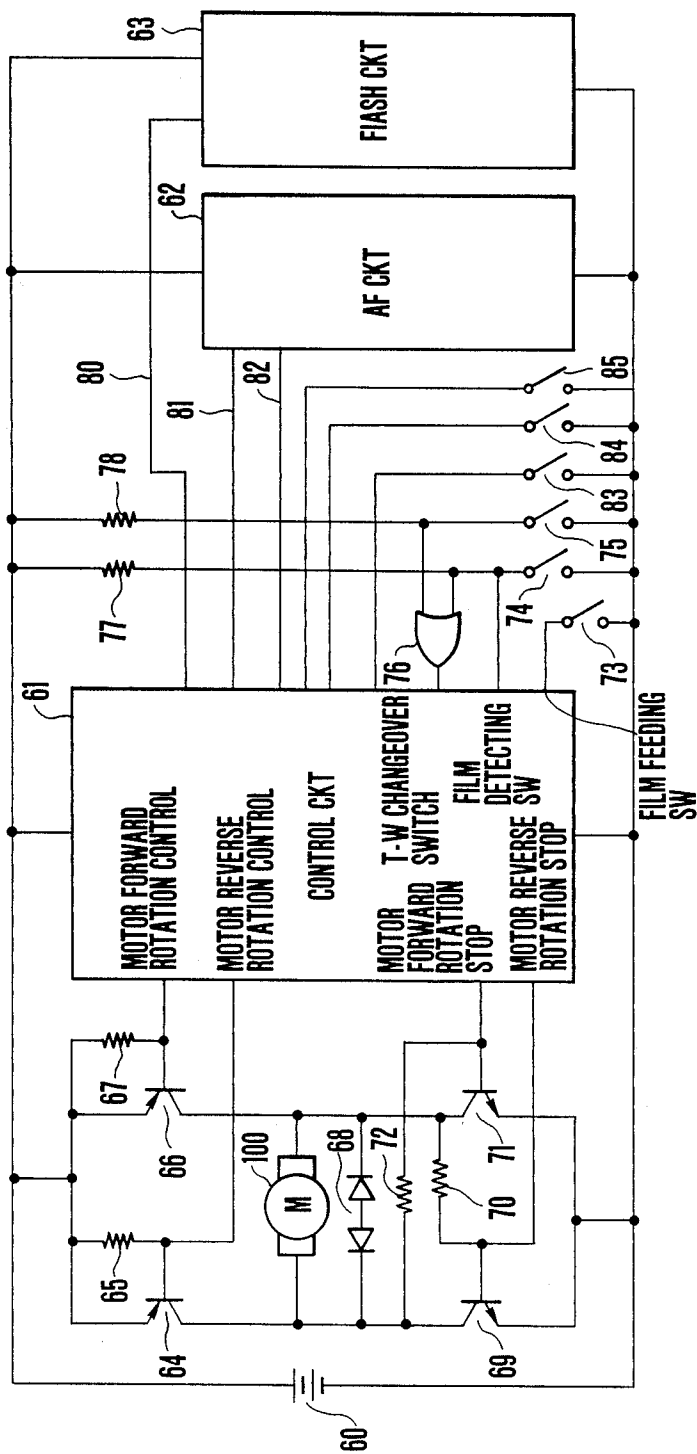 61
62
63
80
77
78
81
82
65
67
64
66
MOTOR FORWARD
ROTATION CONTROL
MOTOR REVERSE
ROTATION CONTROL
100
M
CONTROL CKT
AF CKT
FIASH CKT
60
68
72
76
T-W CHANGEOVER
SWITCH
MOTOR
FORWARD
ROTATION
STOP
FILM
DETECTING
SW
MOTOR REVERSE
ROTATION STOP
69
70
71
74
75
83
84
85
73
FILM FEEDING
SW